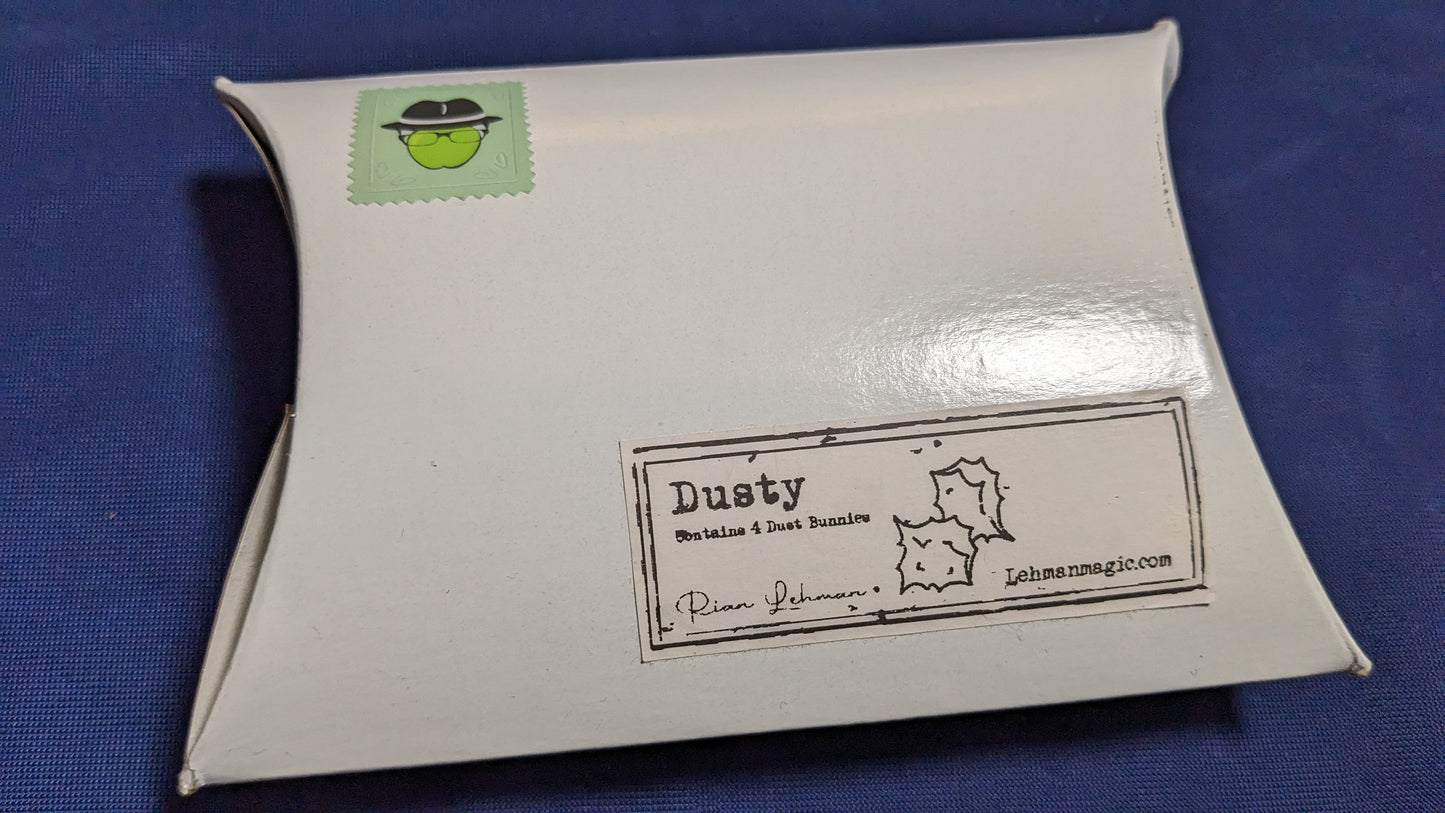 Dusty
Contains 4 Dust Bunnies
Rian Lehman
Lehmanmagic.com